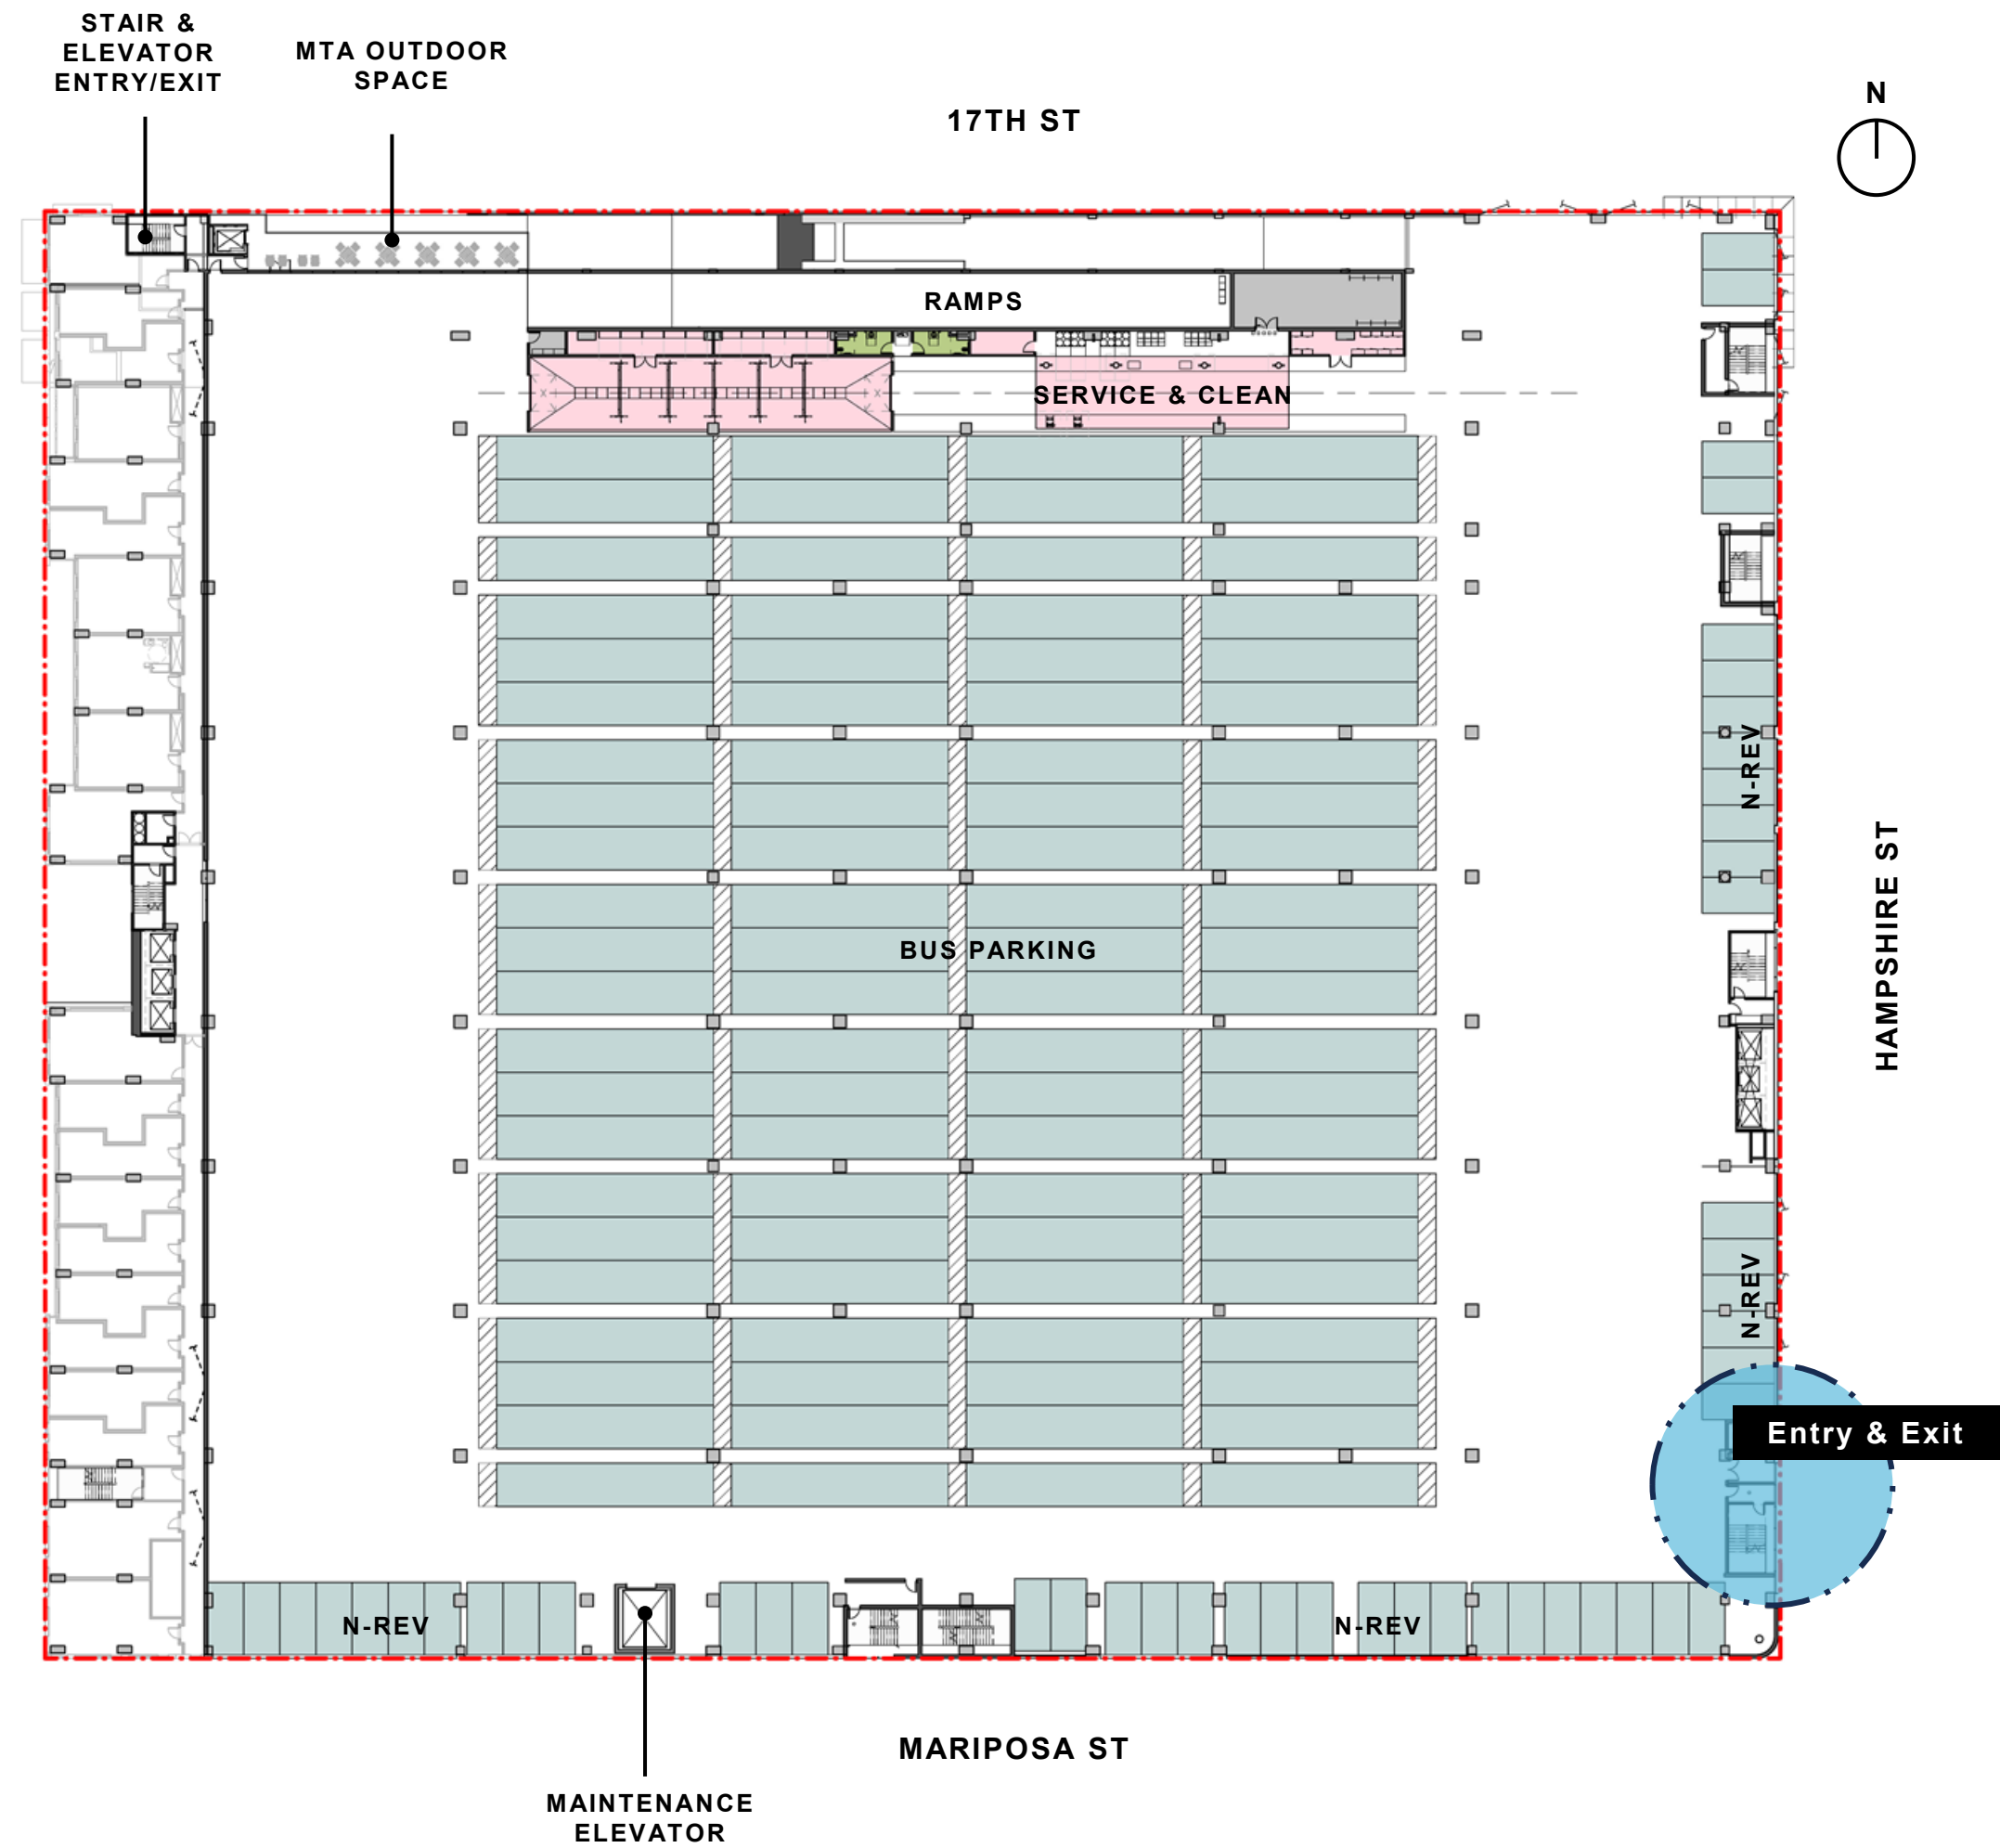 STAIR &
ELEVATOR
ENTRY/EXIT
MTA OUTDOOR
SPACE
17TH ST
N
RAMPS
SERVICE & CLEAN
N-REV
HAMPSHIRE ST
BUS PARKING
N-REV
Entry & Exit
N-REV
N-REV
MARIPOSA ST
MAINTENANCE
ELEVATOR